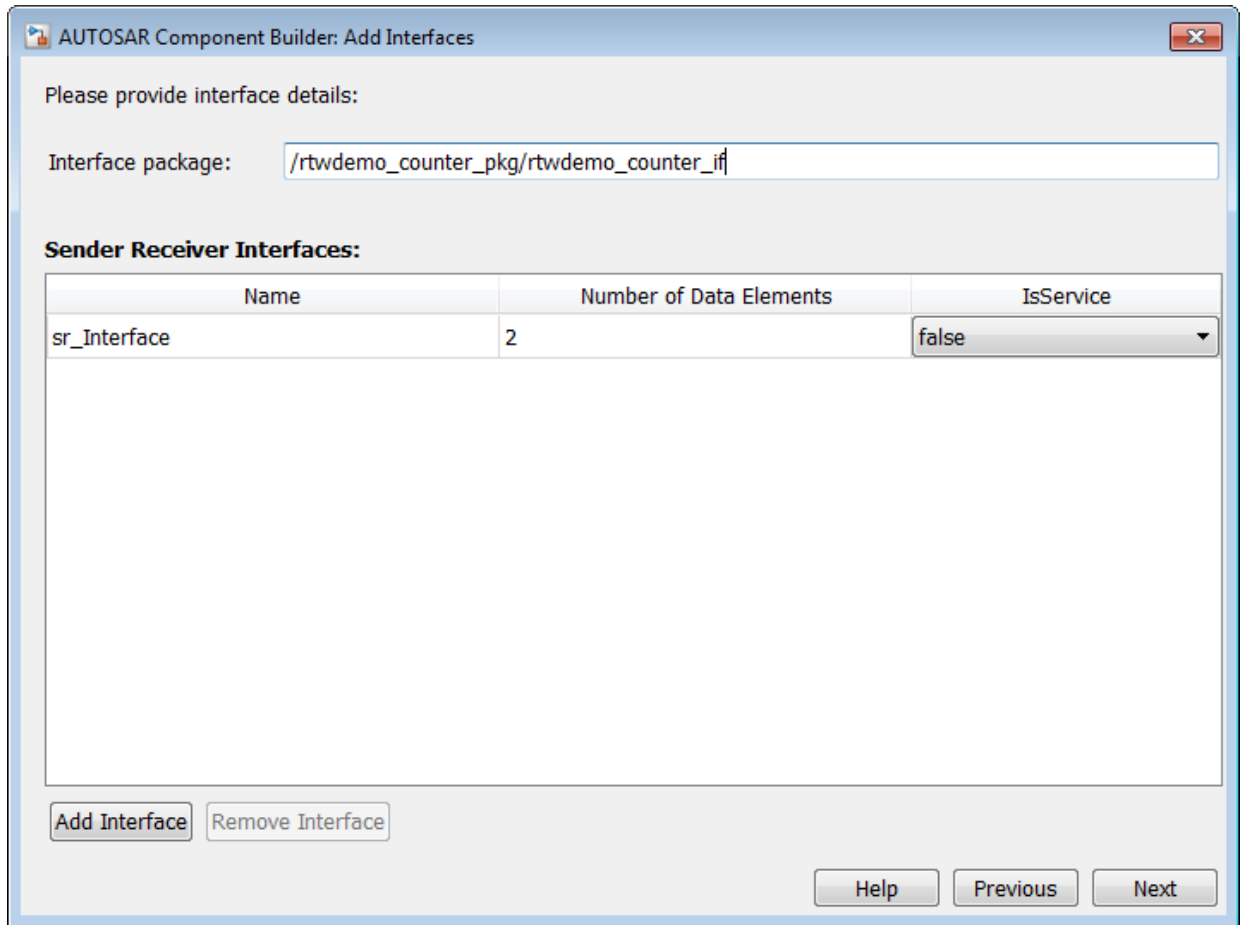 AUTOSAR Component Builder: Add Interfaces
Please provide interface details:
Interface package: /rtwdemo_counter_pkg/rtwdemo_counter_if
Sender Receiver Interfaces:
Name Number of Data Elements IsService
sr_Interface 2 false
Add Interface Remove Interface
Help Previous Next